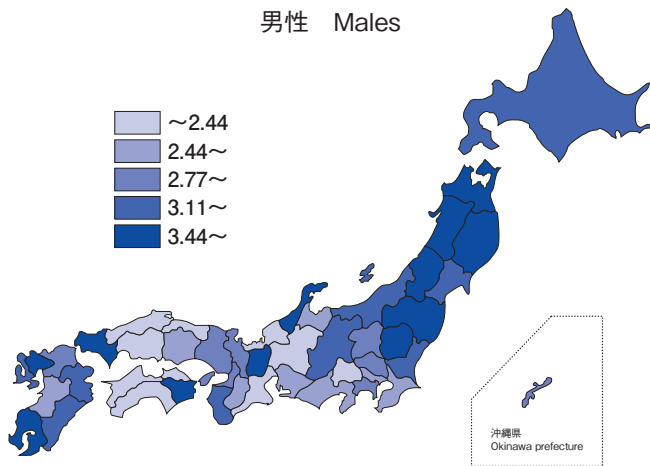 男性 Males
～2.44
2.44～
2.77～
3.11～
3.44～
沖縄県
Okinawa prefecture